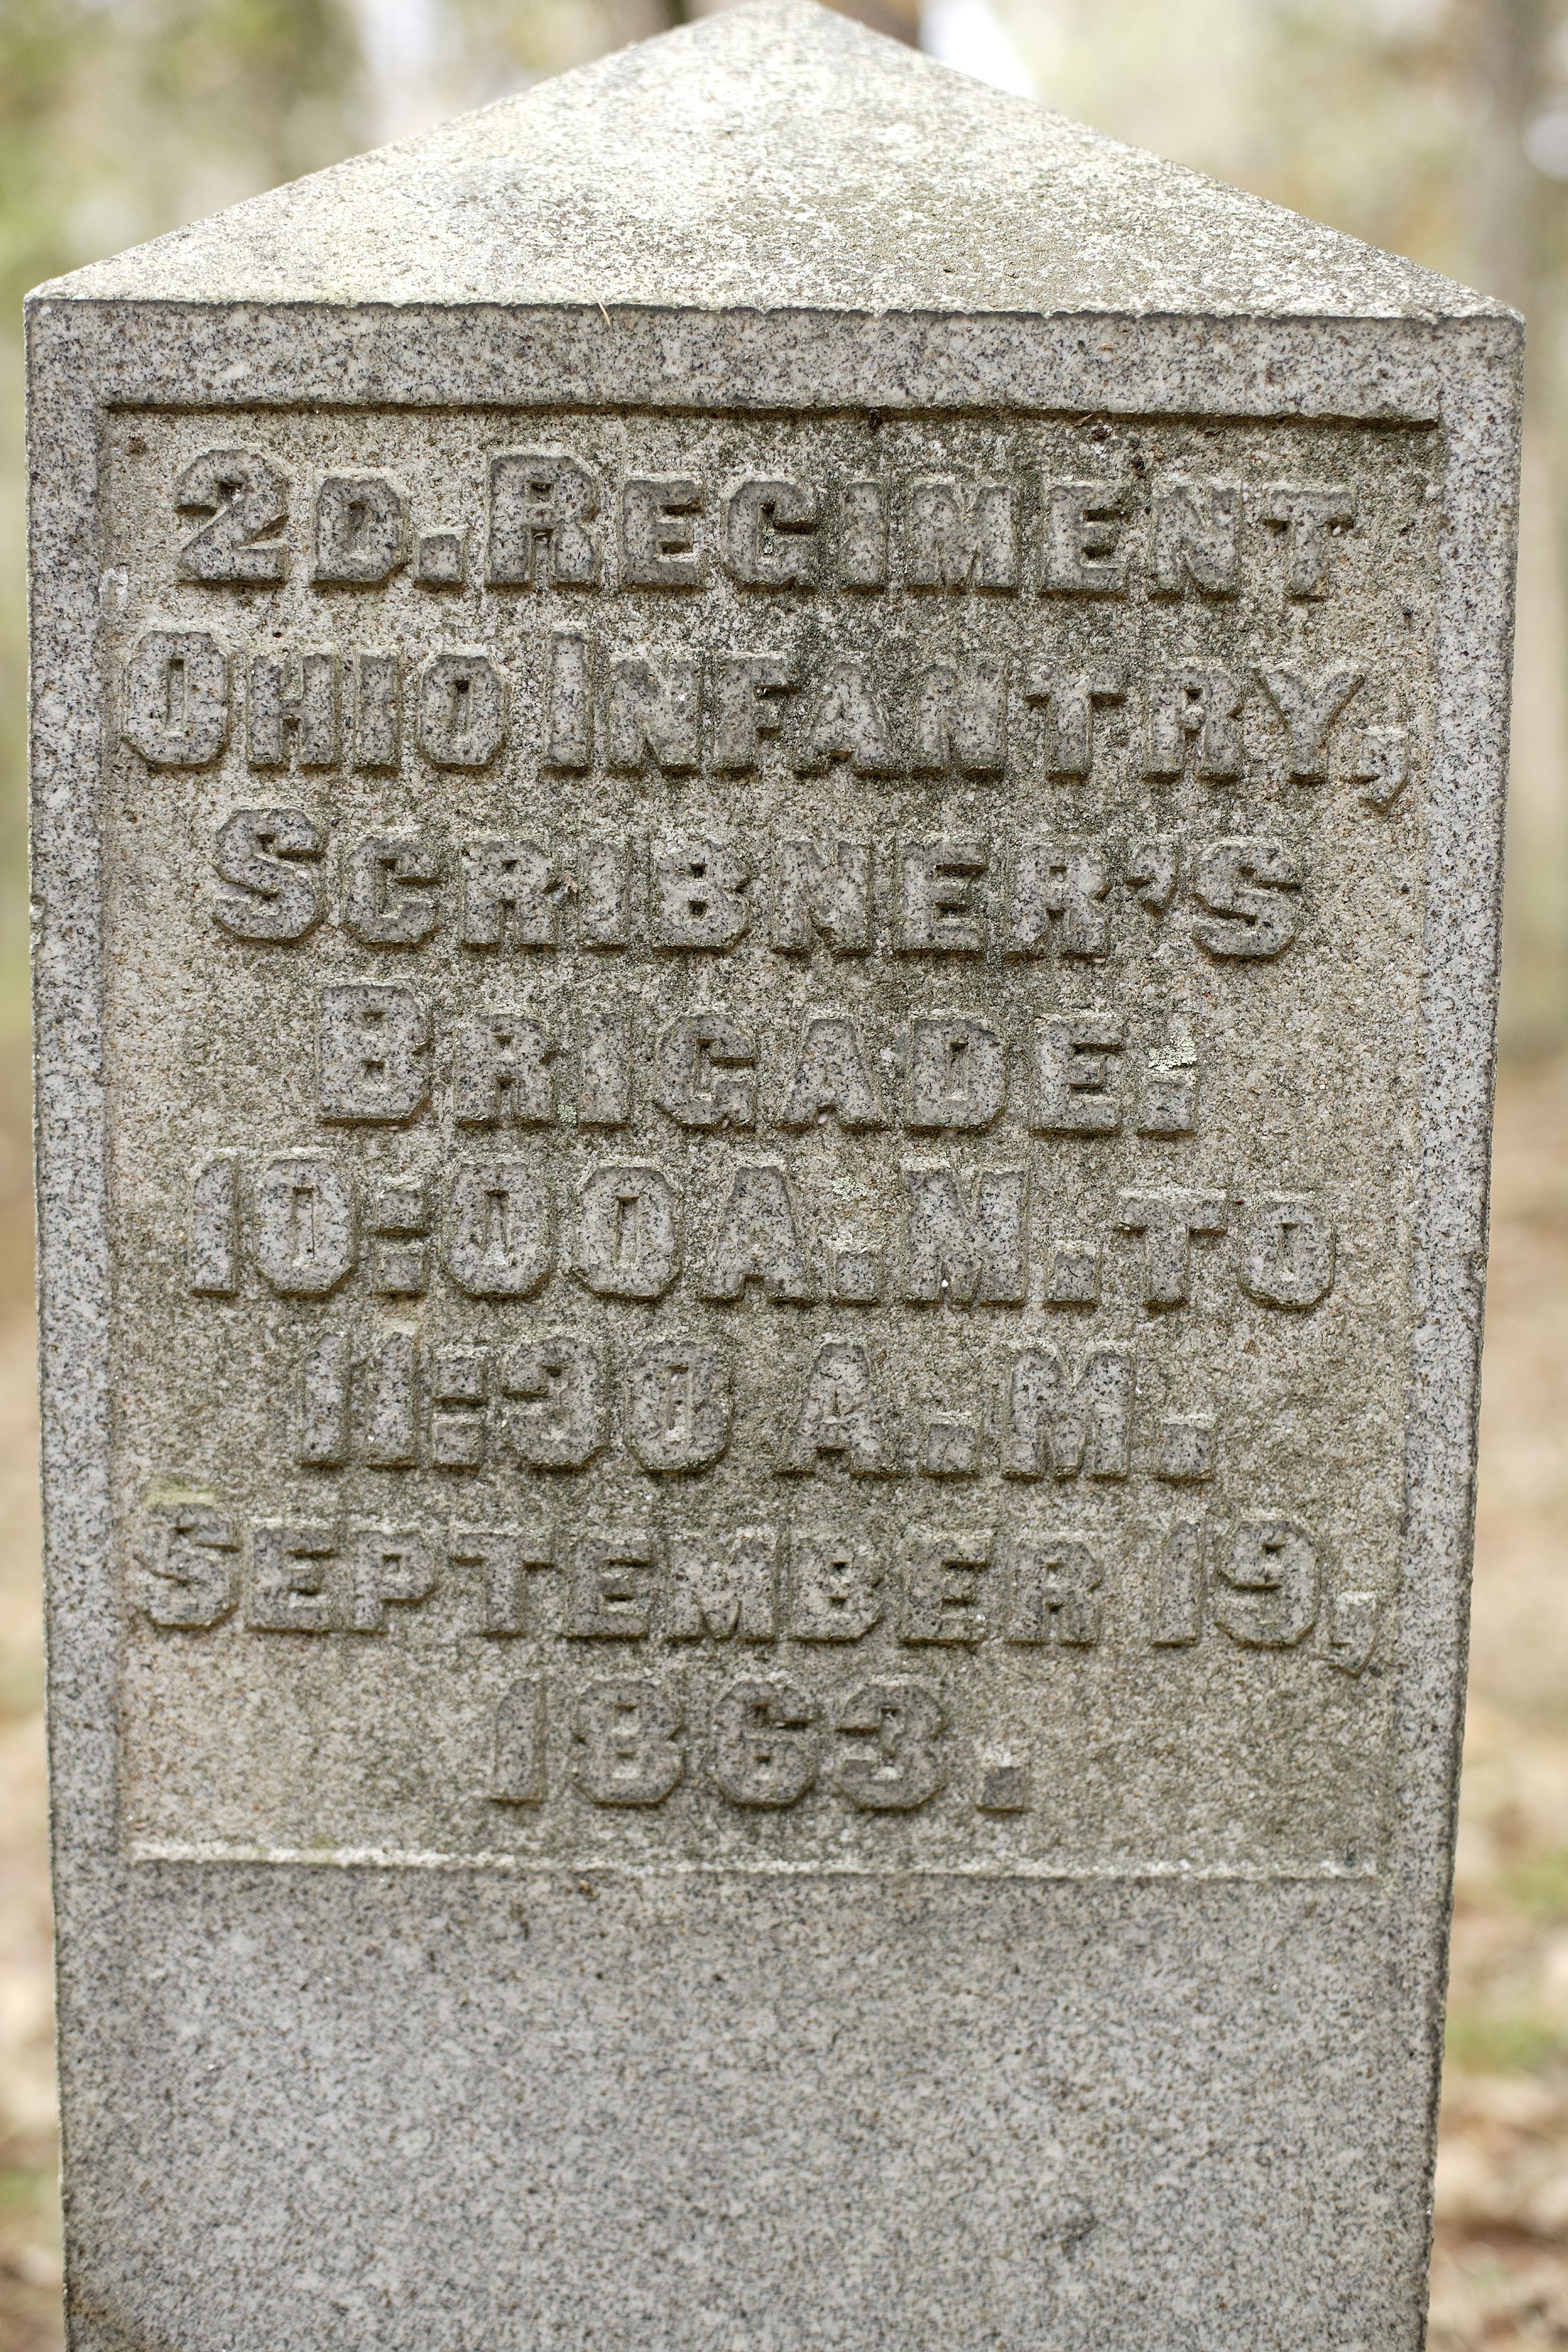 2D. REGIMENT
OHIO INFANTRY,
SCRIBNER'S
BRIGADE.
10:00 A.M. TO
11:30 A.M.
SEPTEMBER 19,
1863.